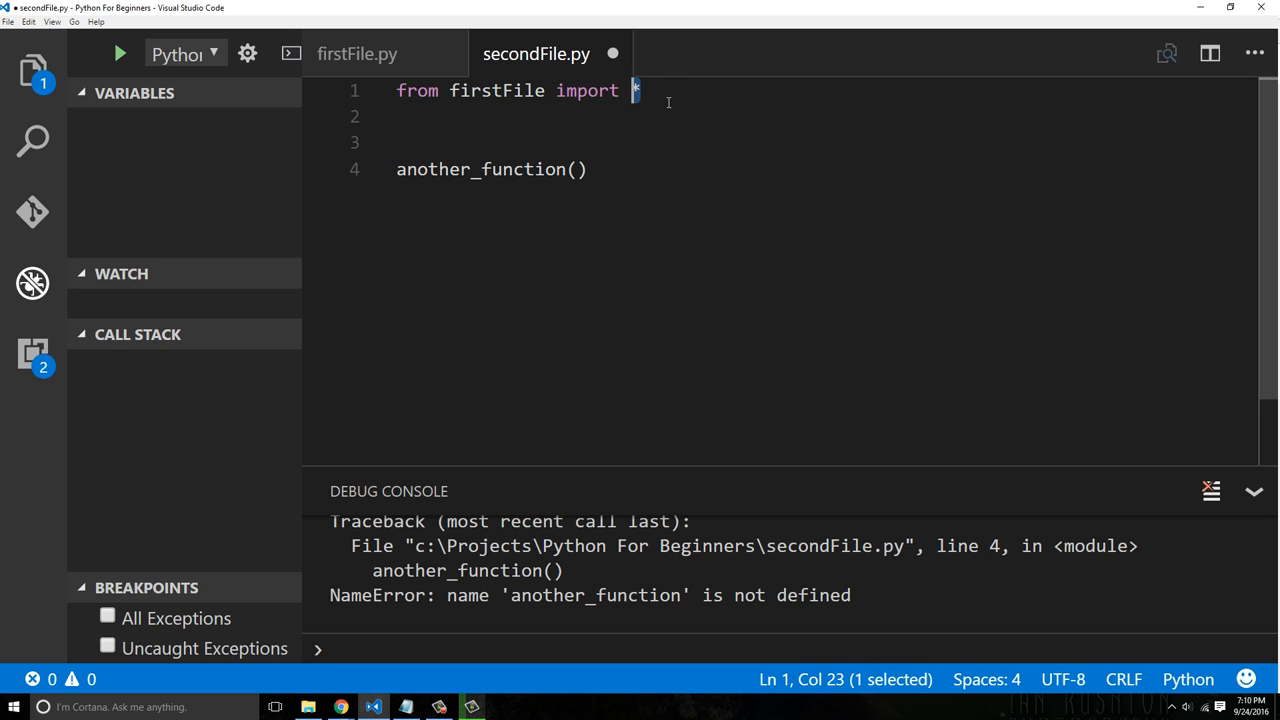 ● secondFile.py - Python For Beginners - Visual Studio Code
File Edit View Go Help
Pythor
firstFile.py
secondFile.py
1
VARIABLES
1 from firstFile import *
2
3
4 another_function()
WATCH
CALL STACK
2
DEBUG CONSOLE
Traceback (most recent call last):
File "c:\Projects\Python For Beginners\secondFile.py", line 4, in <module>
another_function()
NameError: name 'another_function' is not defined
BREAKPOINTS
All Exceptions
Uncaught Exceptions
0 0
Ln 1, Col 23 (1 selected) Spaces: 4 UTF-8 CRLF Python
I'm Cortana. Ask me anything.
7:10 PM
9/24/2016